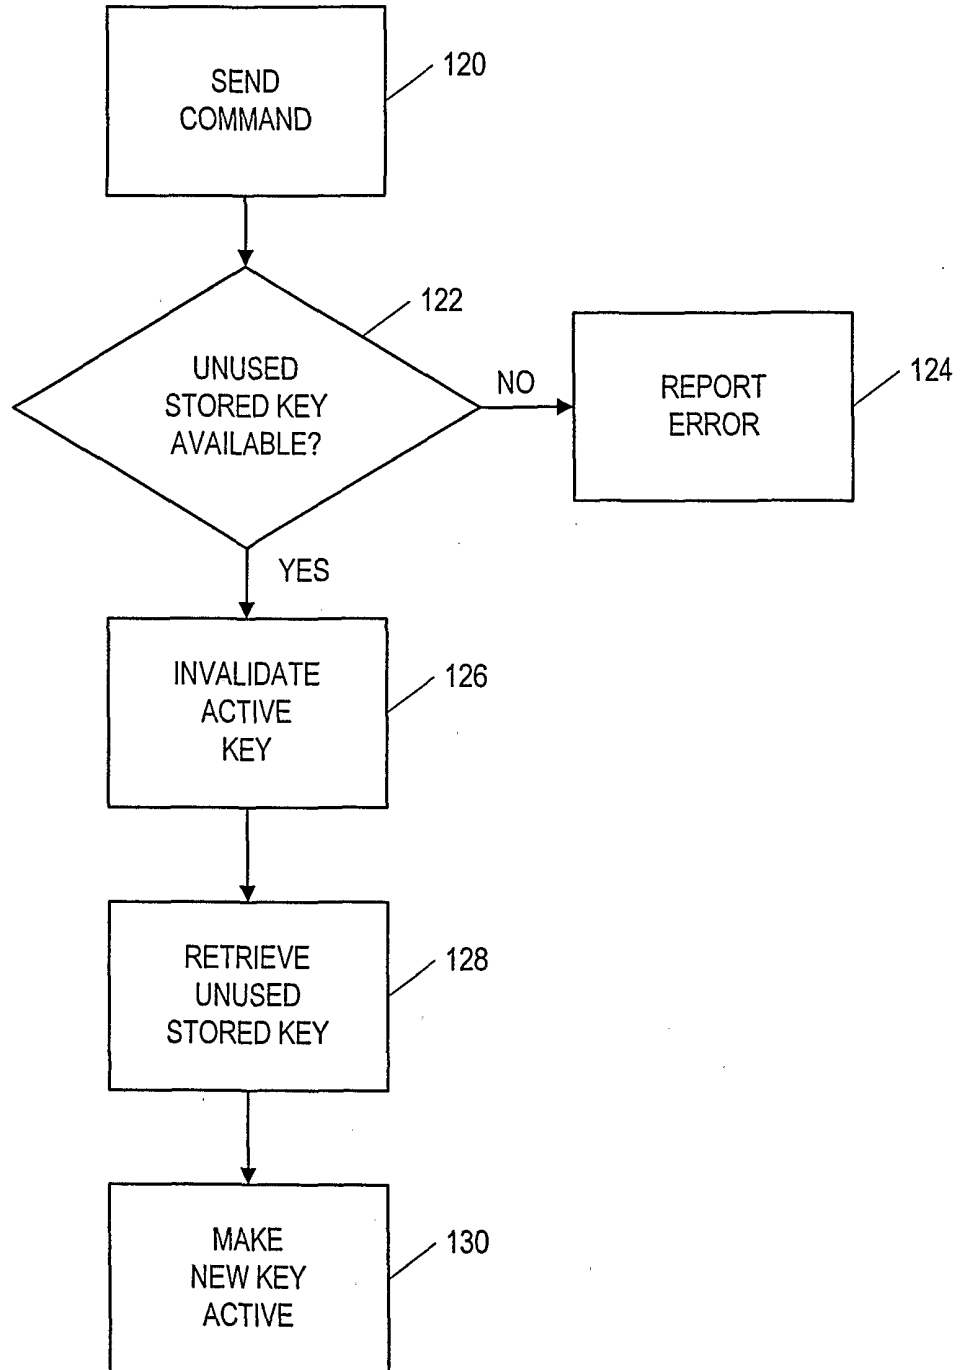 SEND
COMMAND
120
UNUSED
STORED KEY
AVAILABLE?
122
NO
REPORT
ERROR
124
YES
INVALIDATE
ACTIVE
KEY
126
RETRIEVE
UNUSED
STORED KEY
128
MAKE
NEW KEY
ACTIVE
130